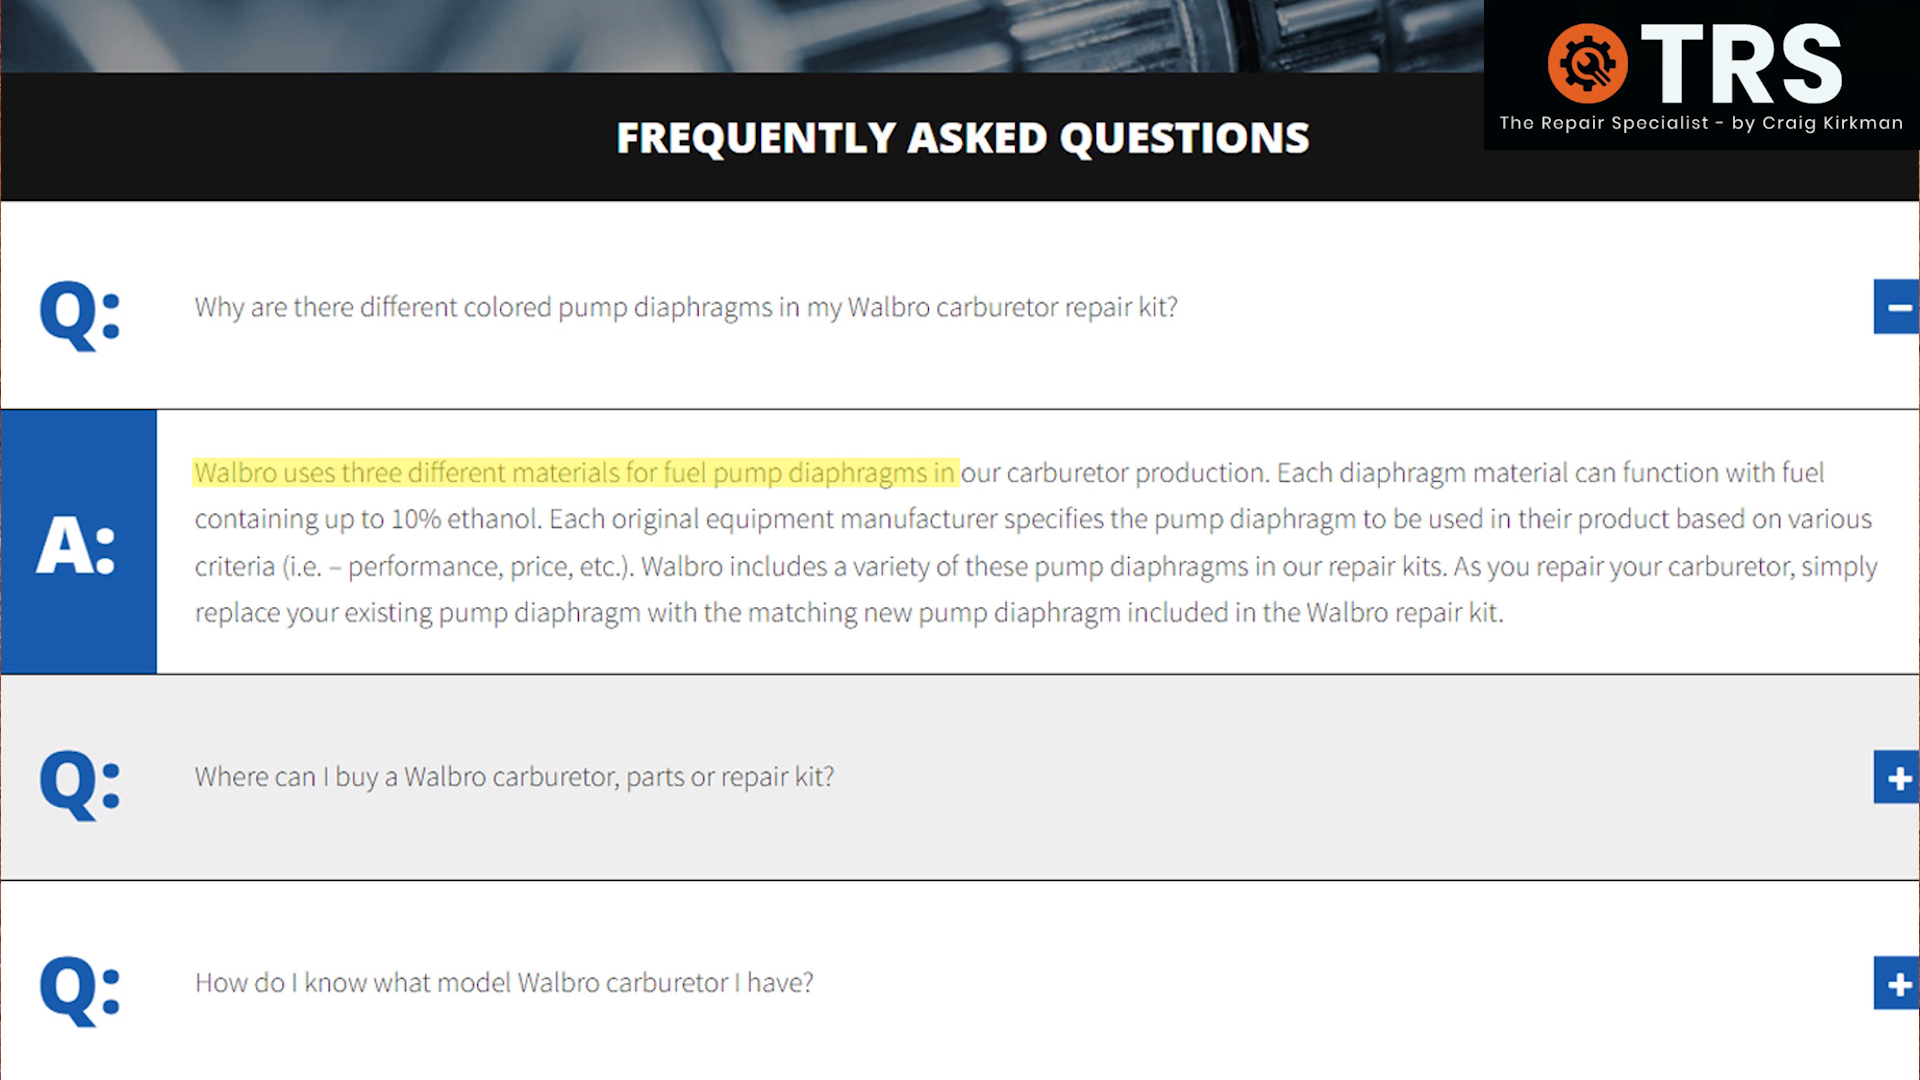 TRS
The Repair Specialist - by Craig Kirkman
FREQUENTLY ASKED QUESTIONS
Q:
Why are there different colored pump diaphragms in my Walbro carburetor repair kit?
A:
Walbro uses three different materials for fuel pump diaphragms in our carburetor production. Each diaphragm material can function with fuel
containing up to 10% ethanol. Each original equipment manufacturer specifies the pump diaphragm to be used in their product based on various
criteria (i.e. – performance, price, etc.). Walbro includes a variety of these pump diaphragms in our repair kits. As you repair your carburetor, simply
replace your existing pump diaphragm with the matching new pump diaphragm included in the Walbro repair kit.
Q:
Where can I buy a Walbro carburetor, parts or repair kit?
Q:
How do I know what model Walbro carburetor I have?